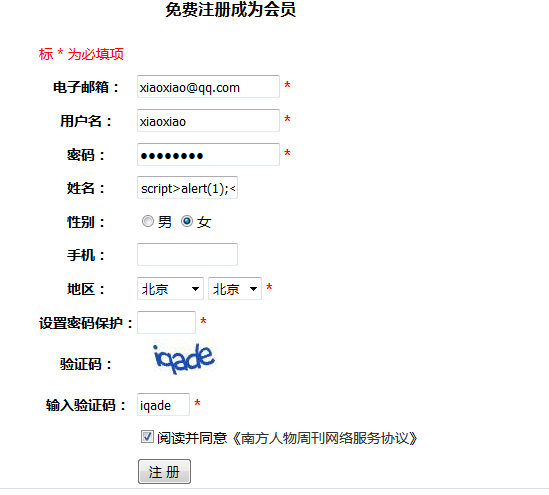 免费注册成为会员
标 * 为必填项
电子邮箱： xiaoxiao@qq.com *
用户名： xiaoxiao *
密码： ●●●●●●●● *
姓名： script>alert(1);<
性别： 男 女
手机：
地区： 北京 北京 *
设置密码保护： *
验证码： iqade
输入验证码： iqade *
阅读并同意《南方人物周刊网络服务协议》
注 册